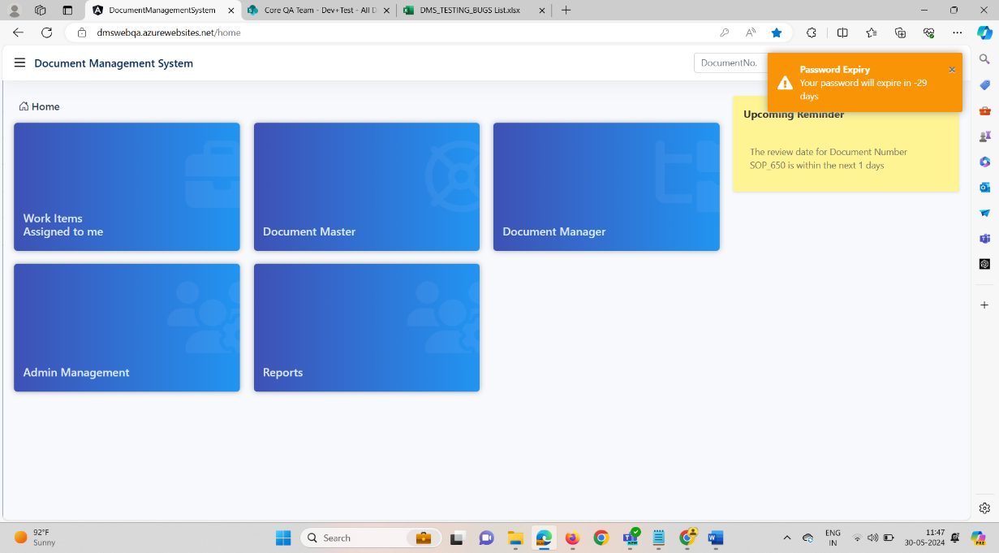 DocumentManagementSystem
Core QA Team - Dev+Test - All D
DMS_TESTING_BUGS List.xlsx
dmswebqa.azurewebsites.net/home
Document Management System
DocumentNo.
Password Expiry
Your password will expire in -29
days
Home
Upcoming Reminder
The review date for Document Number
SOP_650 is within the next 1 days
Work Items
Assigned to me
Document Master
Document Manager
Admin Management
Reports
92°F
Sunny
Search
NEW
ENG
IN
11:47
30-05-2024
PRE